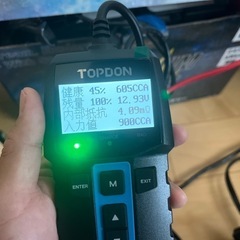 TOPDON
健康 45% 605CCA
残量 100% 12.93V
内部抵抗 4.89mΩ
入力値 900CCA
ENTER
M
EXIT